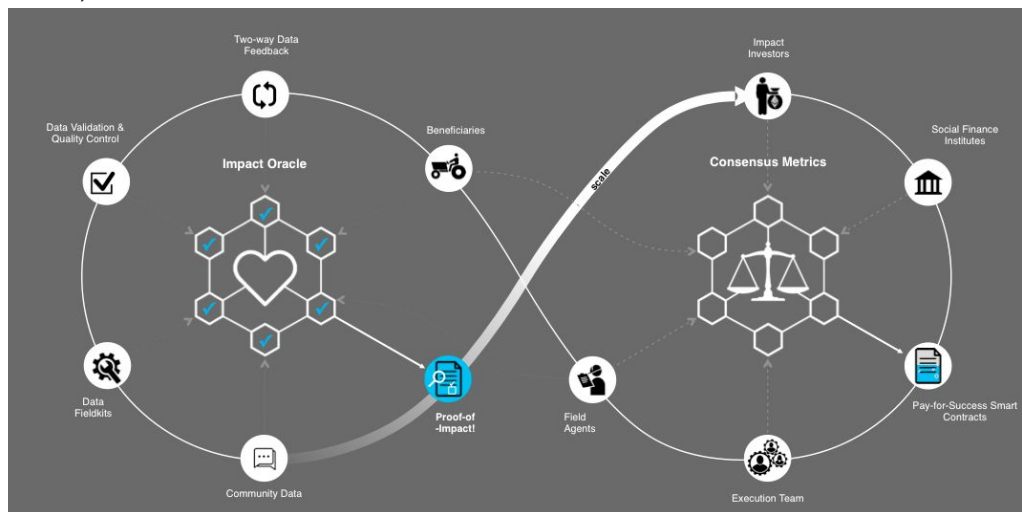 Two-way Data
Feedback
Impact
Investors
Data Validation &
Quality Control
Beneficiaries
Social Finance
Institutes
Impact Oracle
Consensus Metrics
scale
Data
Fieldkits
Proof-of
-Impact!
Field
Agents
Pay-for-Success Smart
Contracts
Community Data
Execution Team